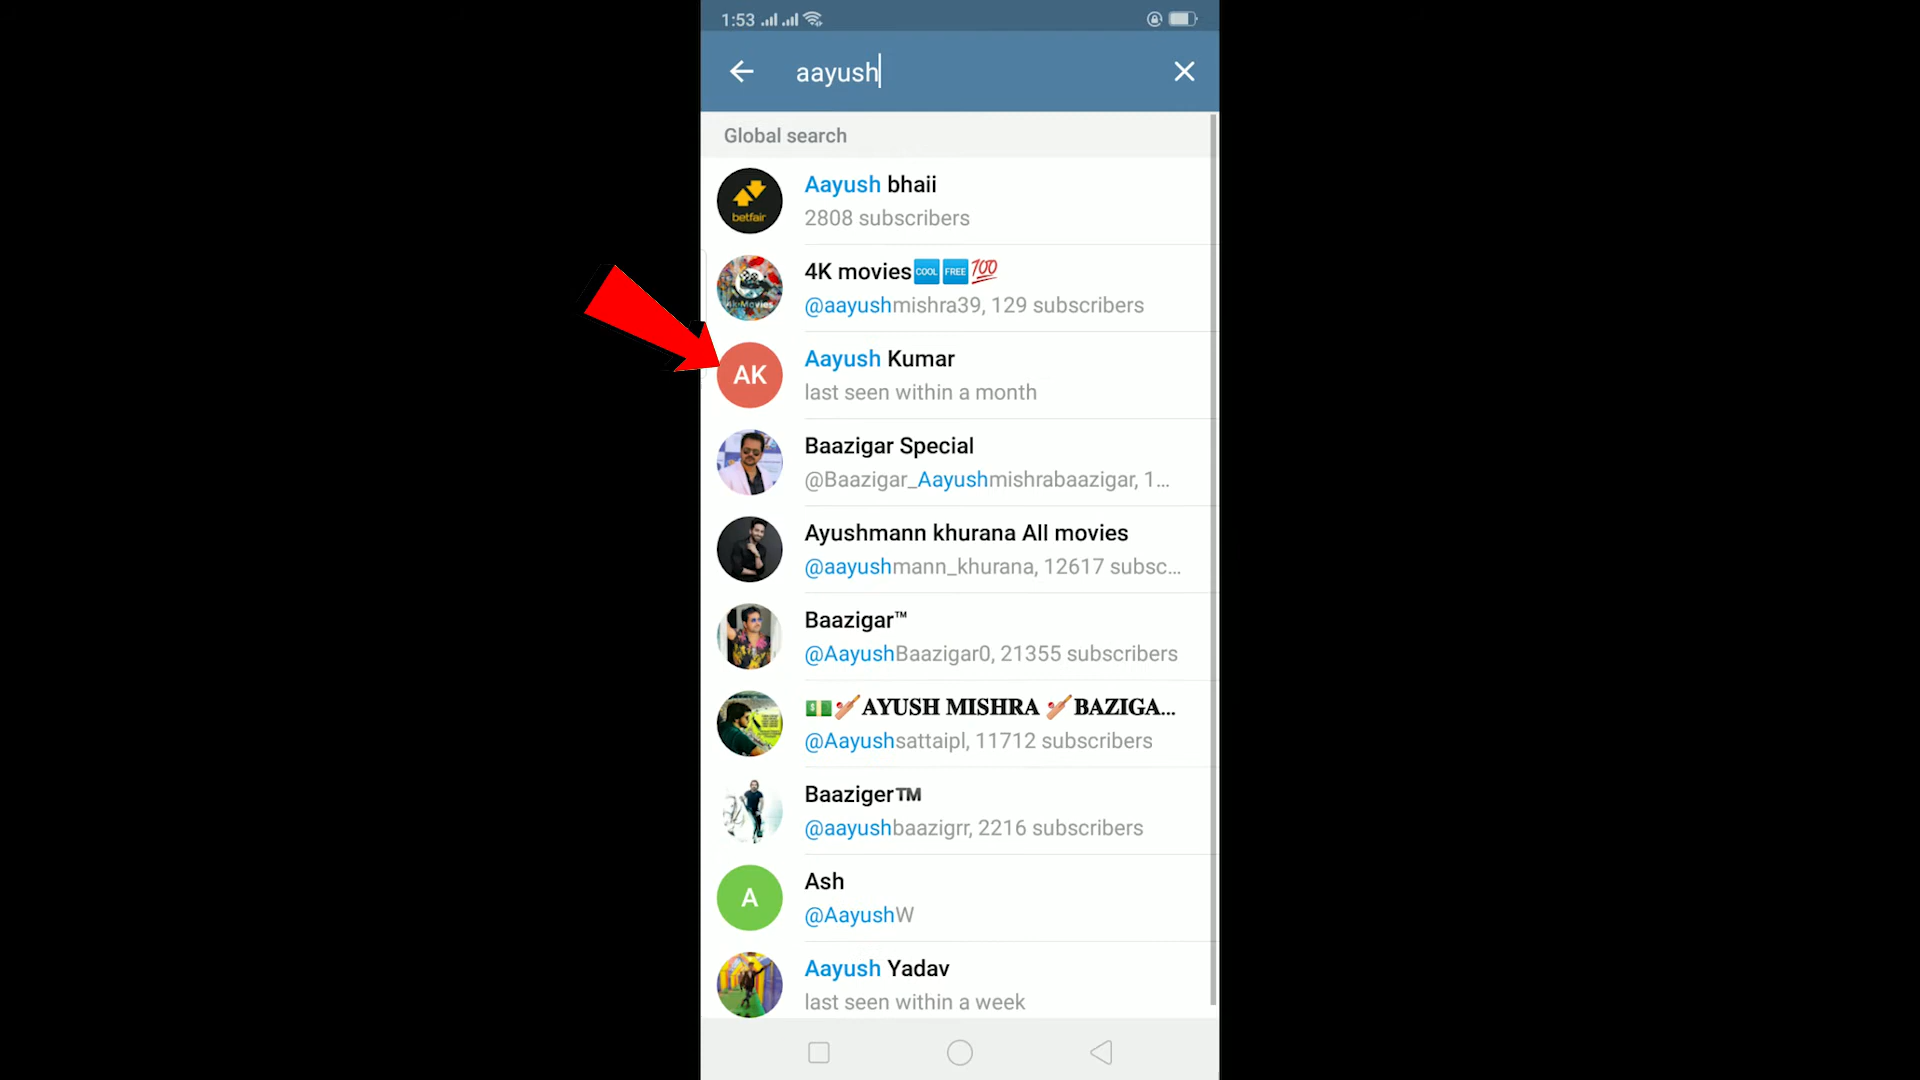 1:53
aayush
Global search
Aayush bhaii
betfair
2808 subscribers
4K movies🆒🆓💯
4k Movies
@aayushmishra39, 129 subscribers
Aayush Kumar
AK
last seen within a month
Baazigar Special
@Baazigar_Aayushmishrabaazigar, 1...
Ayushmann khurana All movies
@aayushmann_khurana, 12617 subsc...
Baazigar™
@AayushBaazigar0, 21355 subscribers
💵🏏AYUSH MISHRA 🏏BAZIGA...
@Aayushsattaipl, 11712 subscribers
Baaziger™️
@aayushbaazigrr, 2216 subscribers
Ash
A
@AayushW
Aayush Yadav
last seen within a week